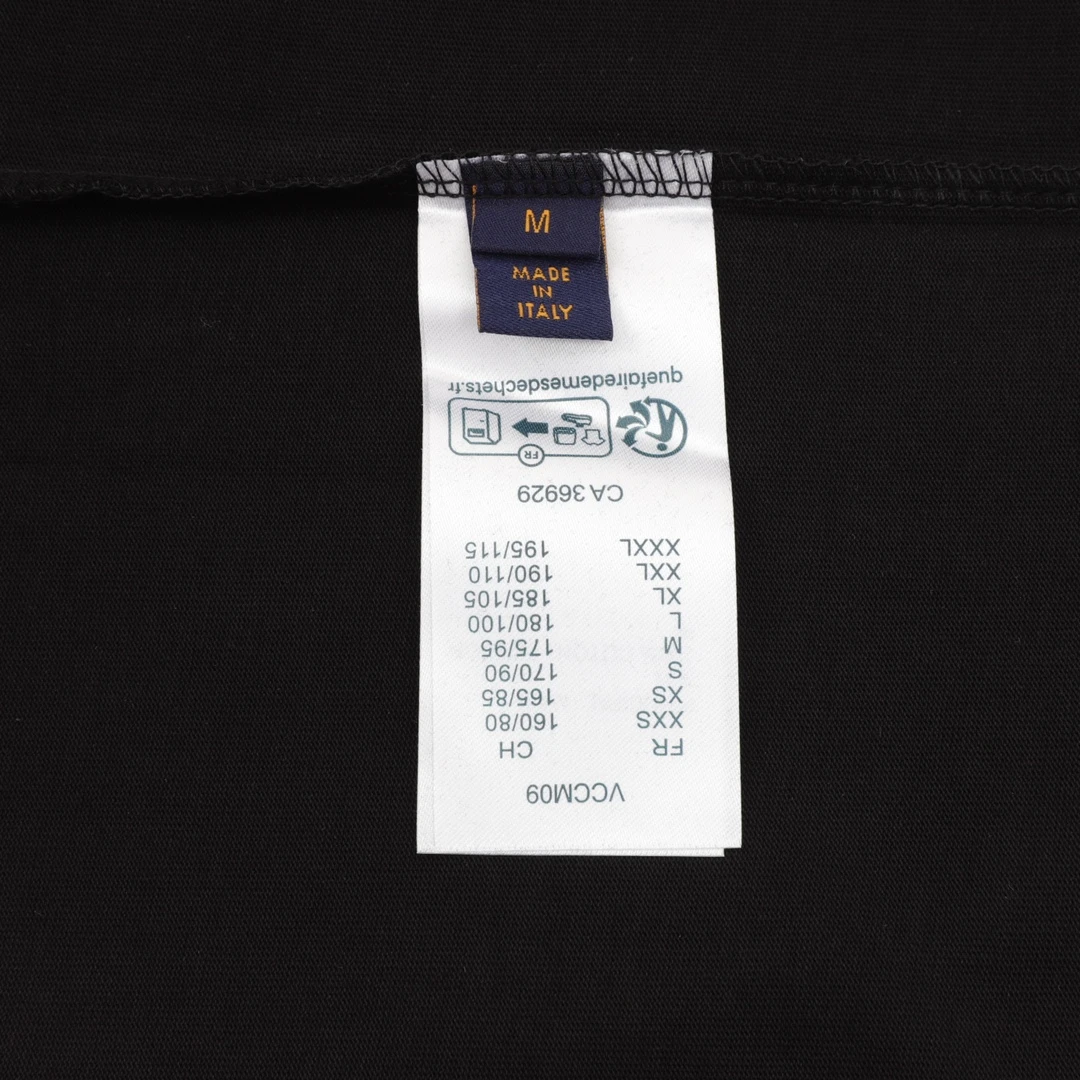 M
MADE
IN
ITALY
VCCM09
FR CH
XXS 160/80
XS 165/85
S 170/90
M 175/95
L 180/100
XL 185/105
XXL 190/110
XXXL 195/115
CA 36929
FR
quefairedemesdechets.fr